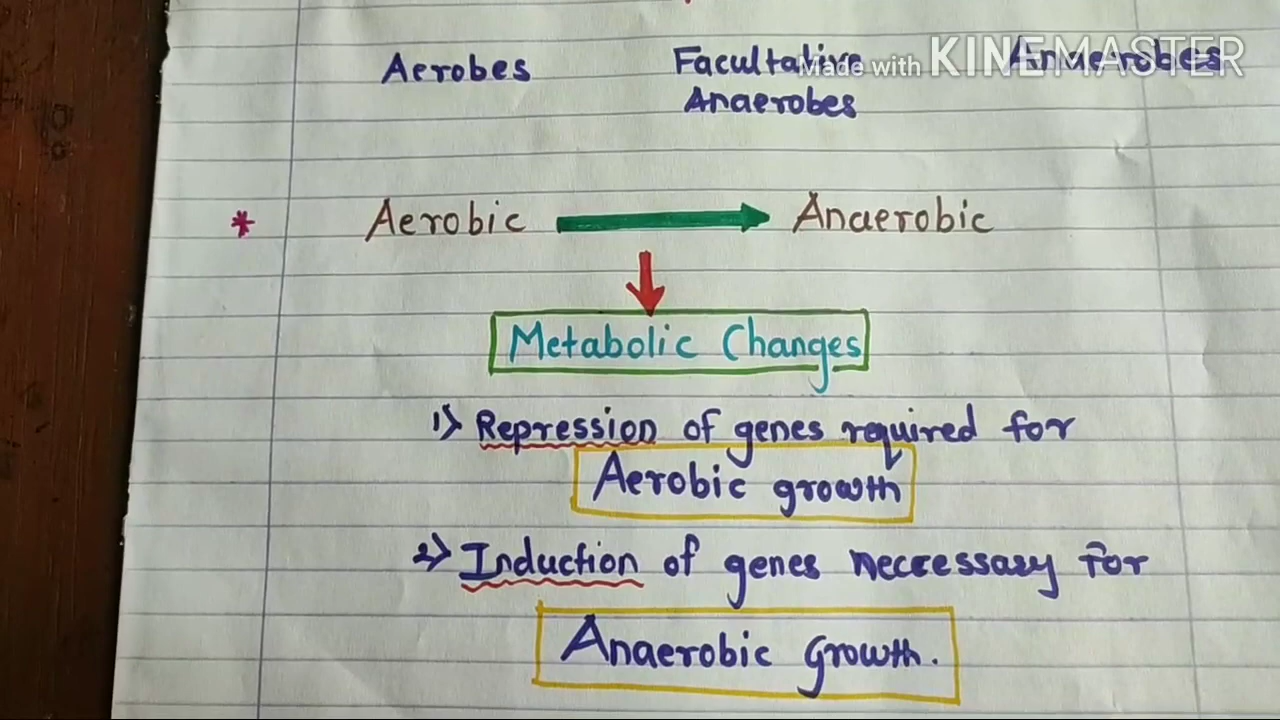 Aerobes Facultative Anaerobes
Made with KINEMASTER
Anaerobes
* Aerobic → Anaerobic
↓
Metabolic Changes
1) Repression of genes required for
Aerobic growth
2) Induction of genes neccessary for
Anaerobic Growth.